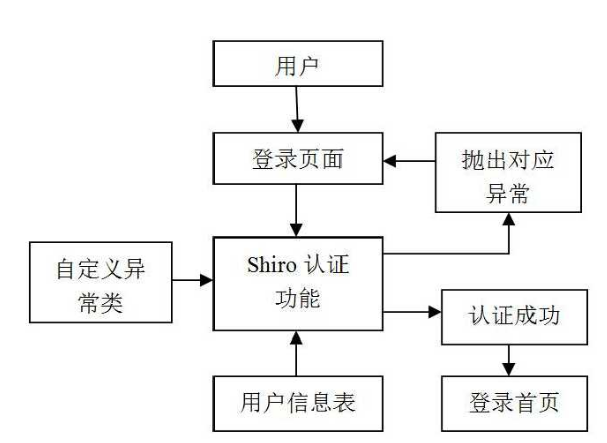 用户
登录页面
抛出对应
异常
自定义异
常类
Shiro 认证
功能
认证成功
用户信息表
登录首页